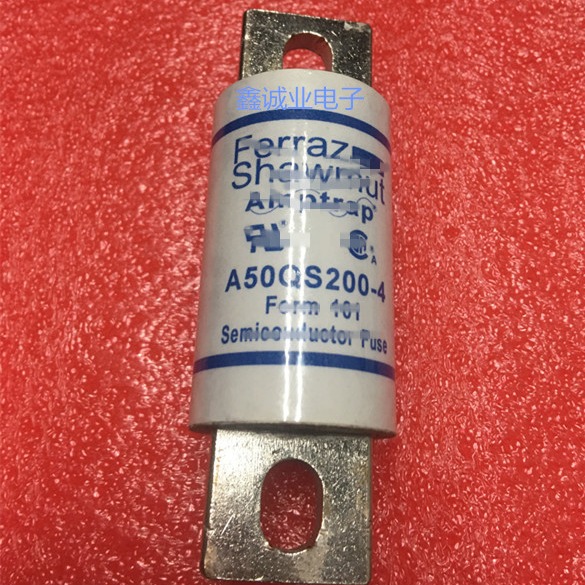 鑫诚业电子
Ferraz
Shawmut
Amptrap®
A50QS200-4
Form 101
Semiconductor Fuse